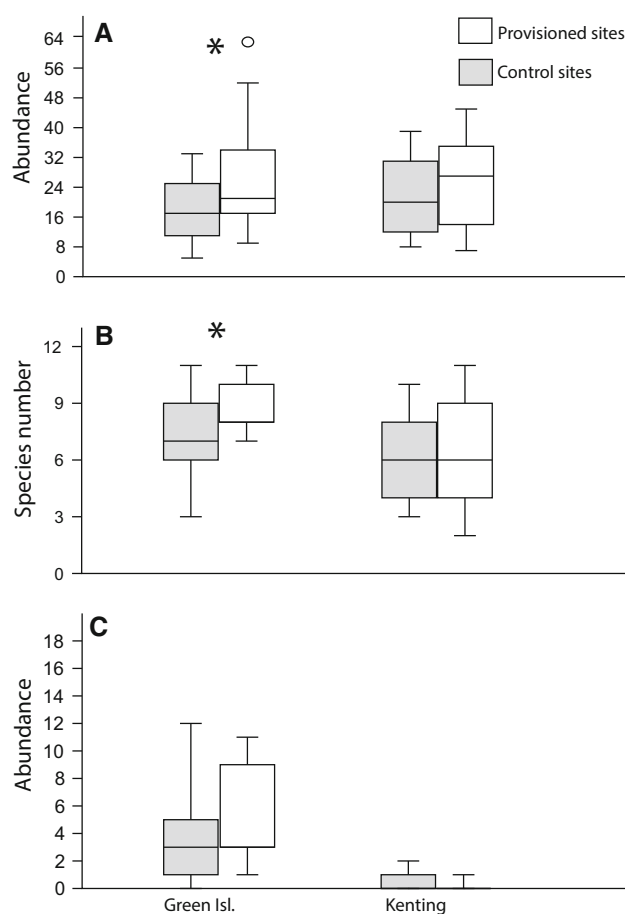 A
*
Provisioned sites
Control sites
Abundance
64
56
48
40
32
24
16
8
0
B
*
Species number
12
9
6
3
0
C
Abundance
18
16
14
12
10
8
6
4
2
0
Green Isl.
Kenting